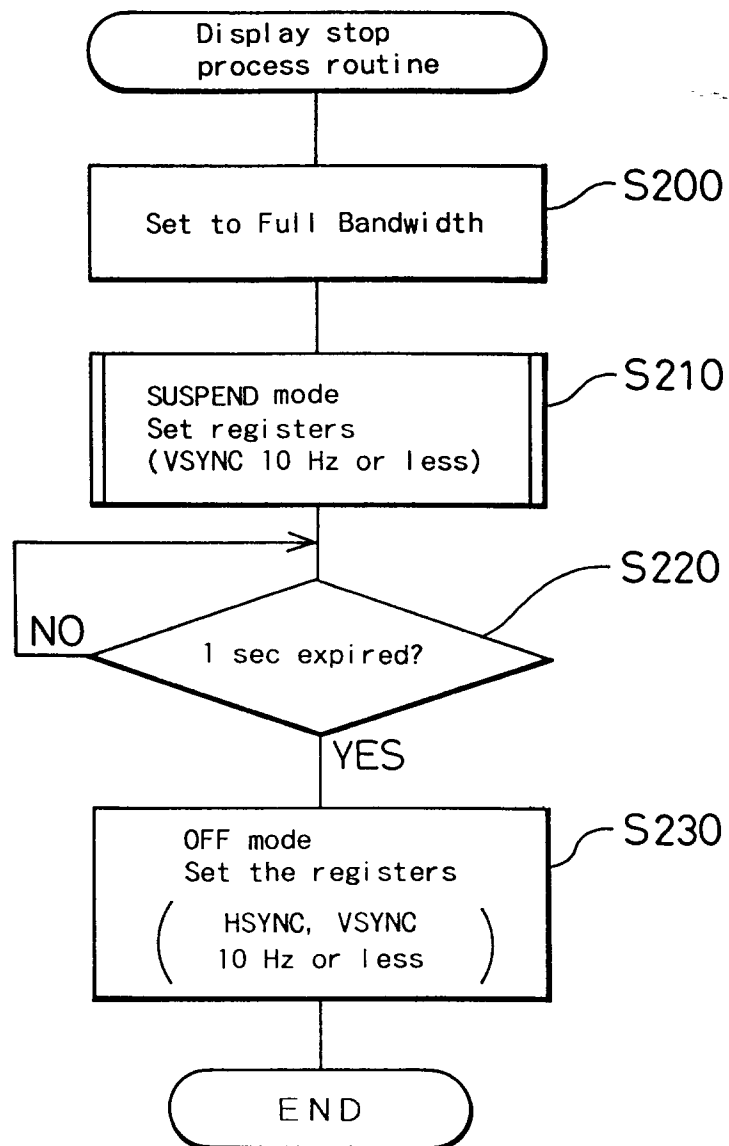 Display stop
process routine
S200
Set to Full Bandwidth
S210
SUSPEND mode
Set registers
(VSYNC 10 Hz or less)
S220
NO
1 sec expired?
YES
S230
OFF mode
Set the registers
( HSYNC, VSYNC
10 Hz or less )
END